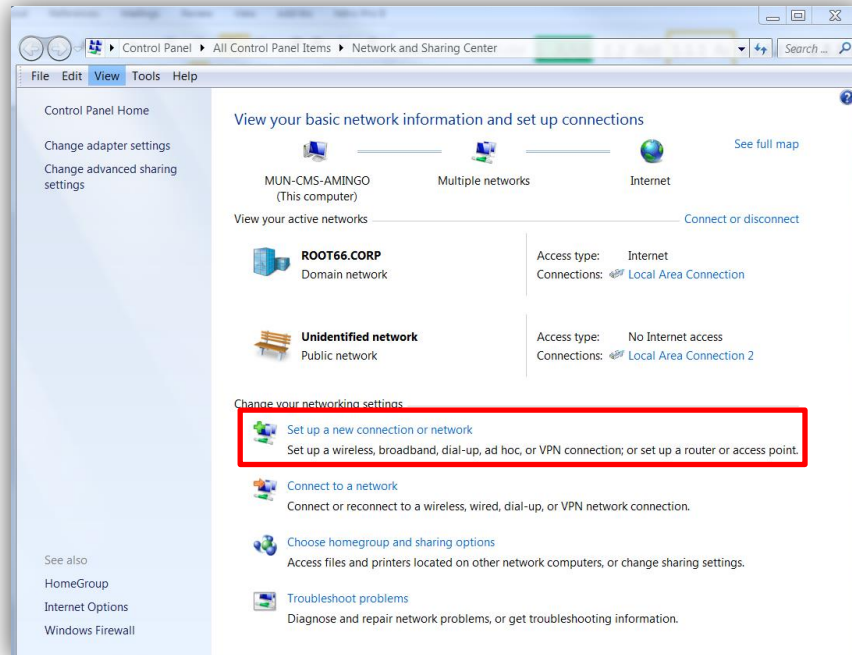 Control Panel ▸ All Control Panel Items ▸ Network and Sharing Center
Search ...
File Edit View Tools Help
Control Panel Home
Change adapter settings
Change advanced sharing
settings
See also
HomeGroup
Internet Options
Windows Firewall
View your basic network information and set up connections
See full map
MUN-CMS-AMINGO
(This computer)
Multiple networks
Internet
View your active networks
Connect or disconnect
ROOT66.CORP
Domain network
Access type: Internet
Connections: Local Area Connection
Unidentified network
Public network
Access type: No Internet access
Connections: Local Area Connection 2
Change your networking settings
Set up a new connection or network
Set up a wireless, broadband, dial-up, ad hoc, or VPN connection; or set up a router or access point.
Connect to a network
Connect or reconnect to a wireless, wired, dial-up, or VPN network connection.
Choose homegroup and sharing options
Access files and printers located on other network computers, or change sharing settings.
Troubleshoot problems
Diagnose and repair network problems, or get troubleshooting information.